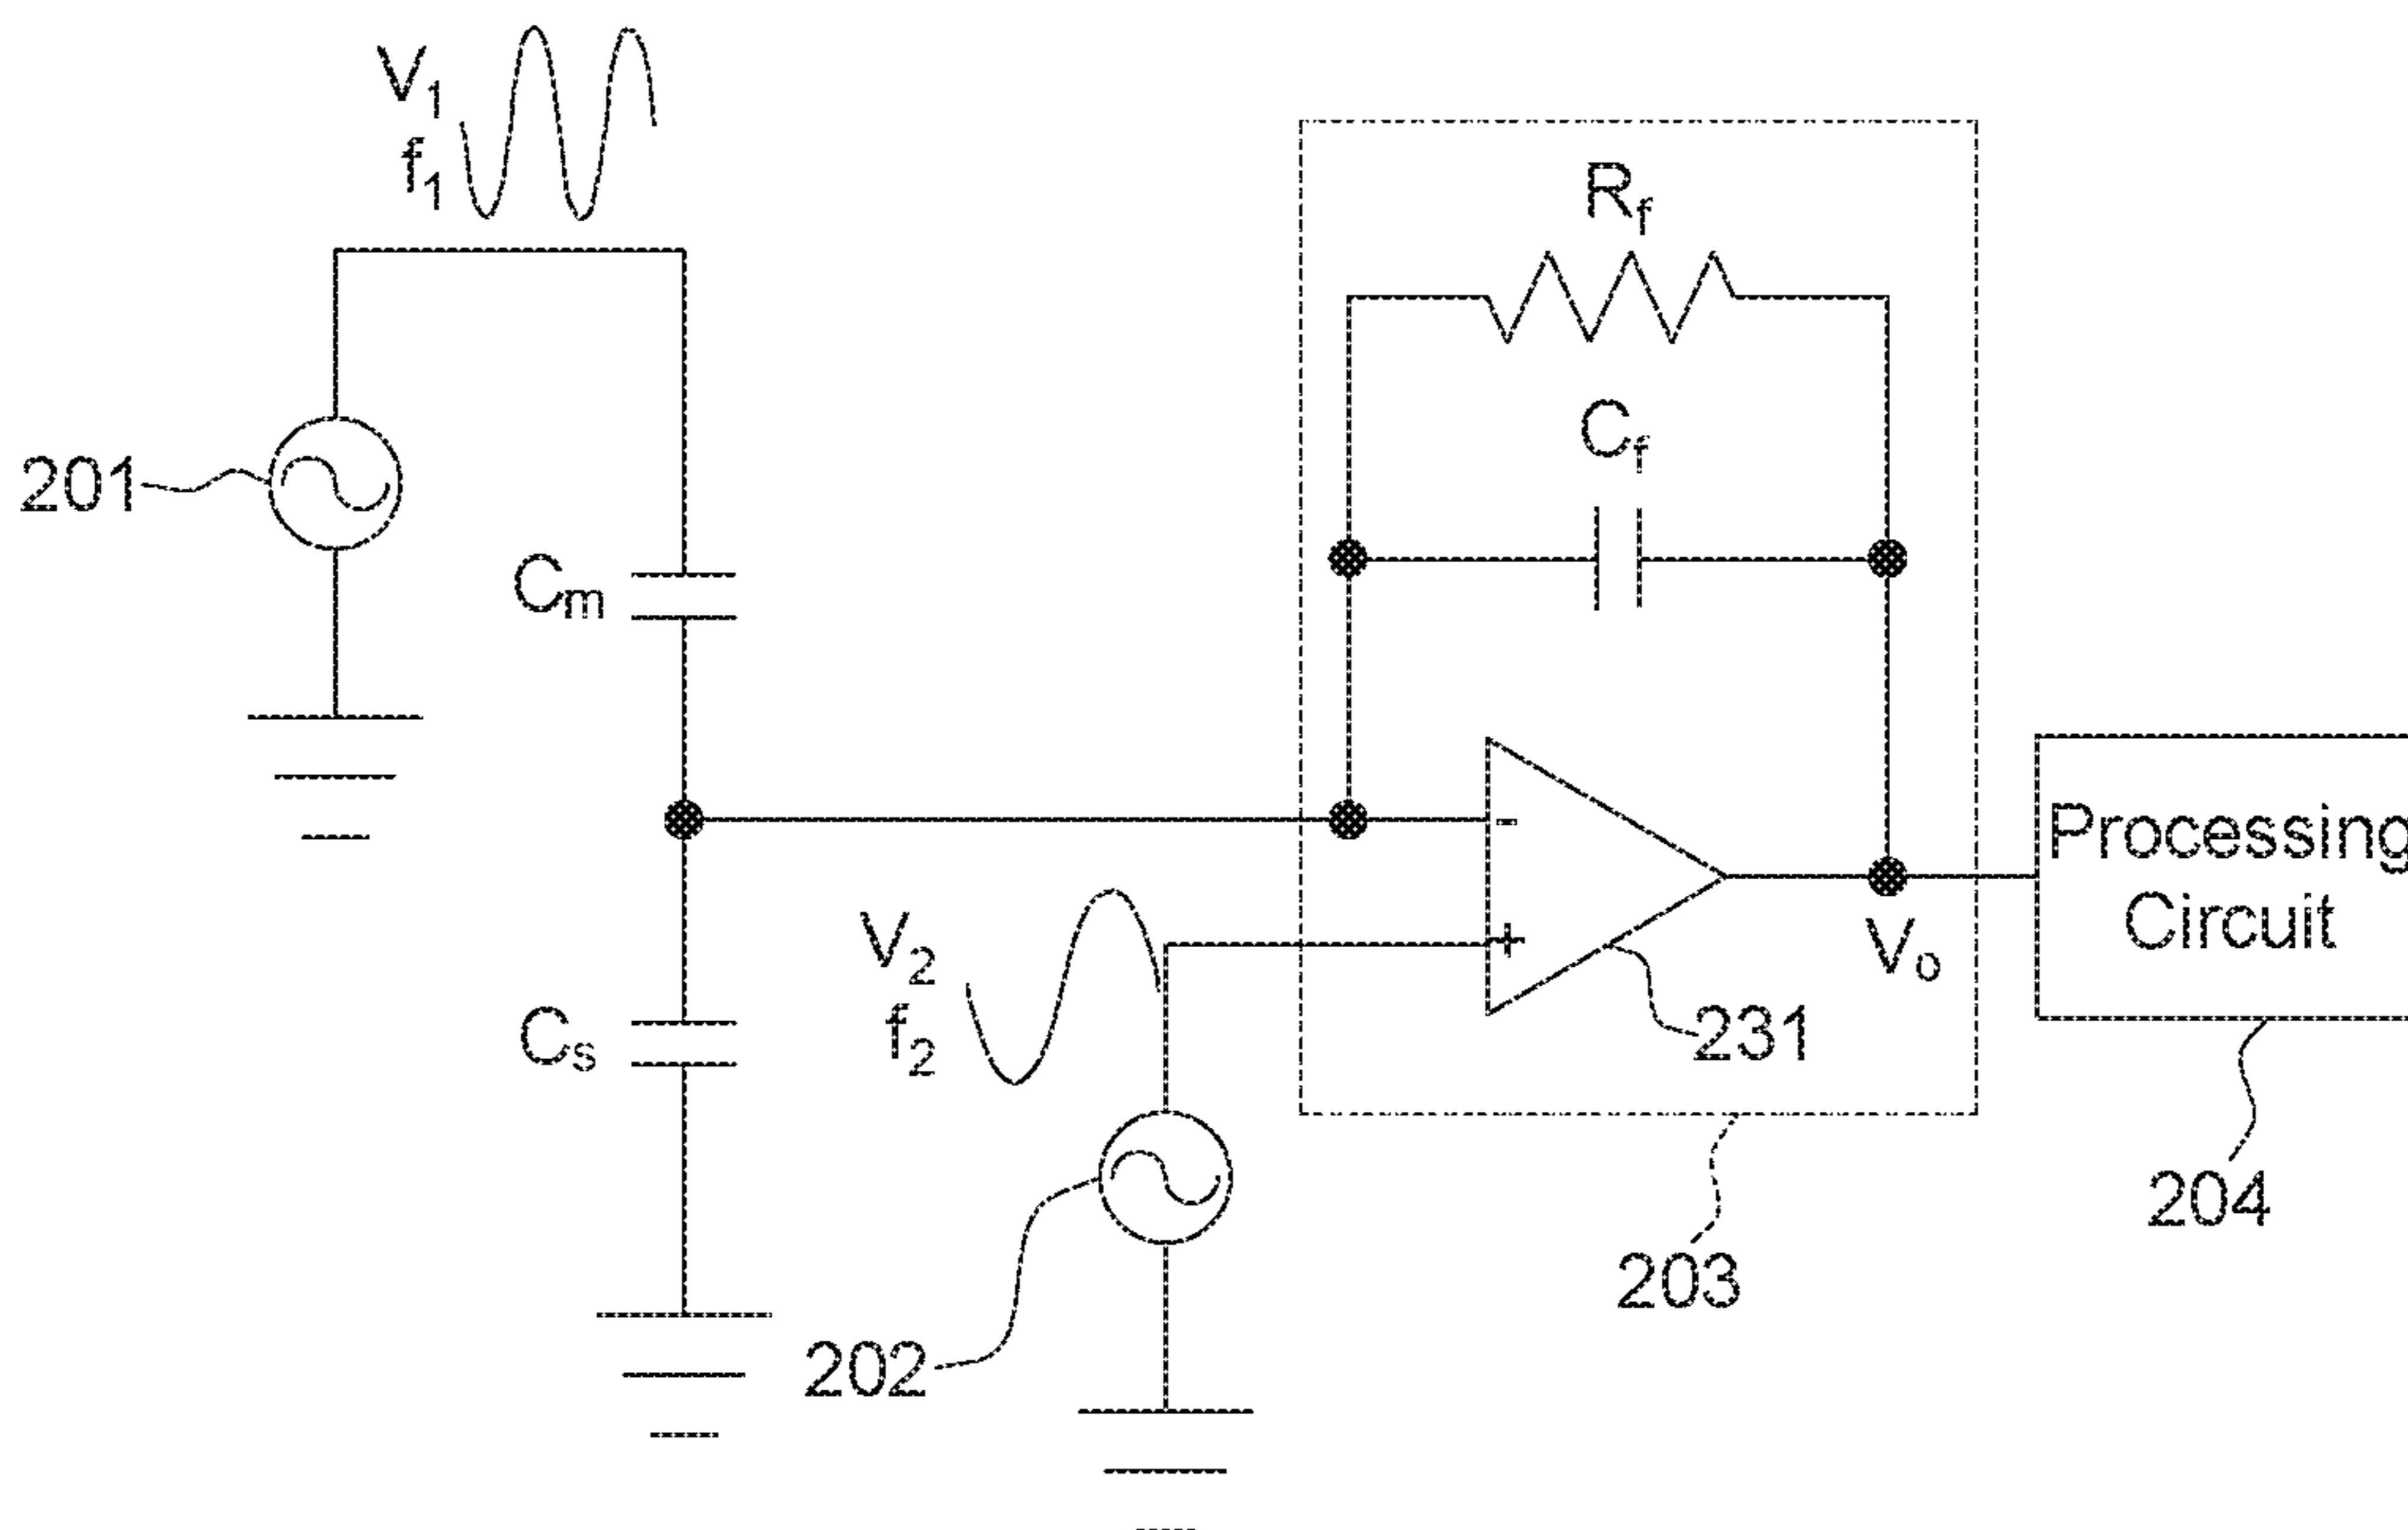 V1
f1
Rf
Cf
201
Cm
-
Processing
Circuit
V2
f2
+
Vo
Cs
231
202
203
204